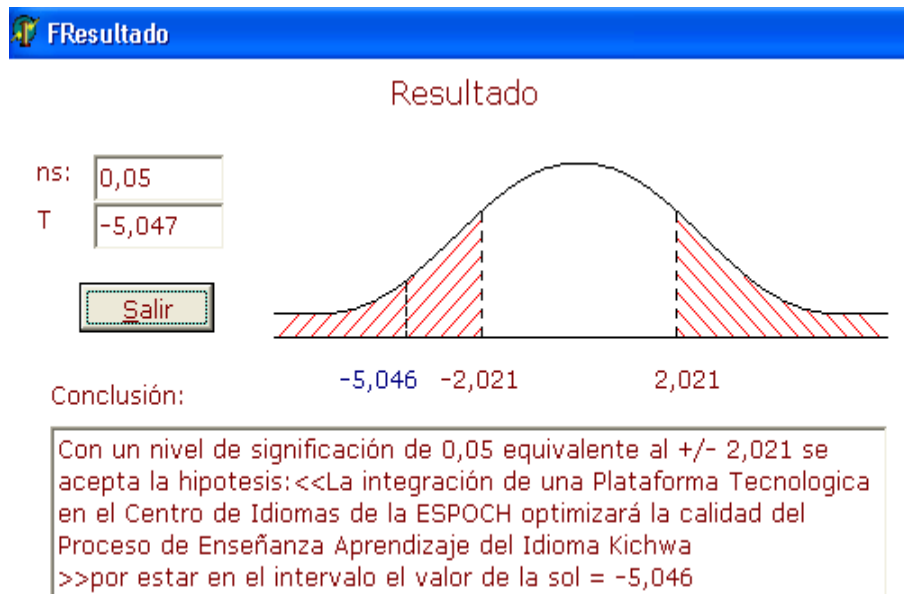 FResultado
Resultado
ns: 0,05
T -5,047
Salir
-5,046 -2,021 2,021
Conclusión:
Con un nivel de significación de 0,05 equivalente al +/- 2,021 se
acepta la hipotesis:<<La integración de una Plataforma Tecnologica
en el Centro de Idiomas de la ESPOCH optimizará la calidad del
Proceso de Enseñanza Aprendizaje del Idioma Kichwa
>>por estar en el intervalo el valor de la sol = -5,046